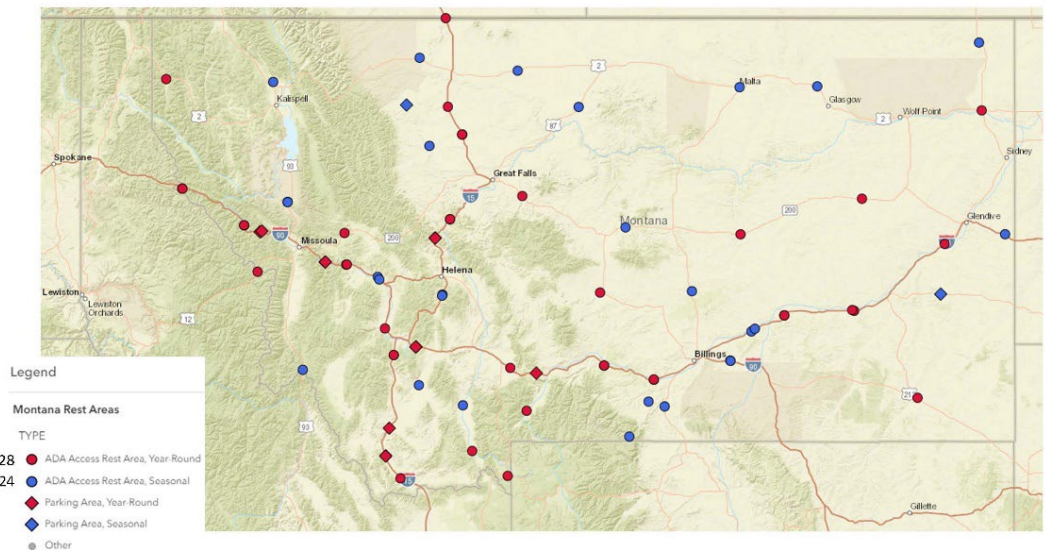 2
Malta
Kalispell
Glasgow
2
Wolf Point
2
87
Spokane
93
Sidney
Great Falls
15
200
Montana
Glendive
90
Missoula
200
Helena
Lewiston
Lewiston
Orchards
12
Billings
90
93
21
15
Gillette
Legend
Montana Rest Areas
TYPE
28 ADA Access Rest Area, Year-Round
24 ADA Access Rest Area, Seasonal
Parking Area, Year-Round
Parking Area, Seasonal
Other